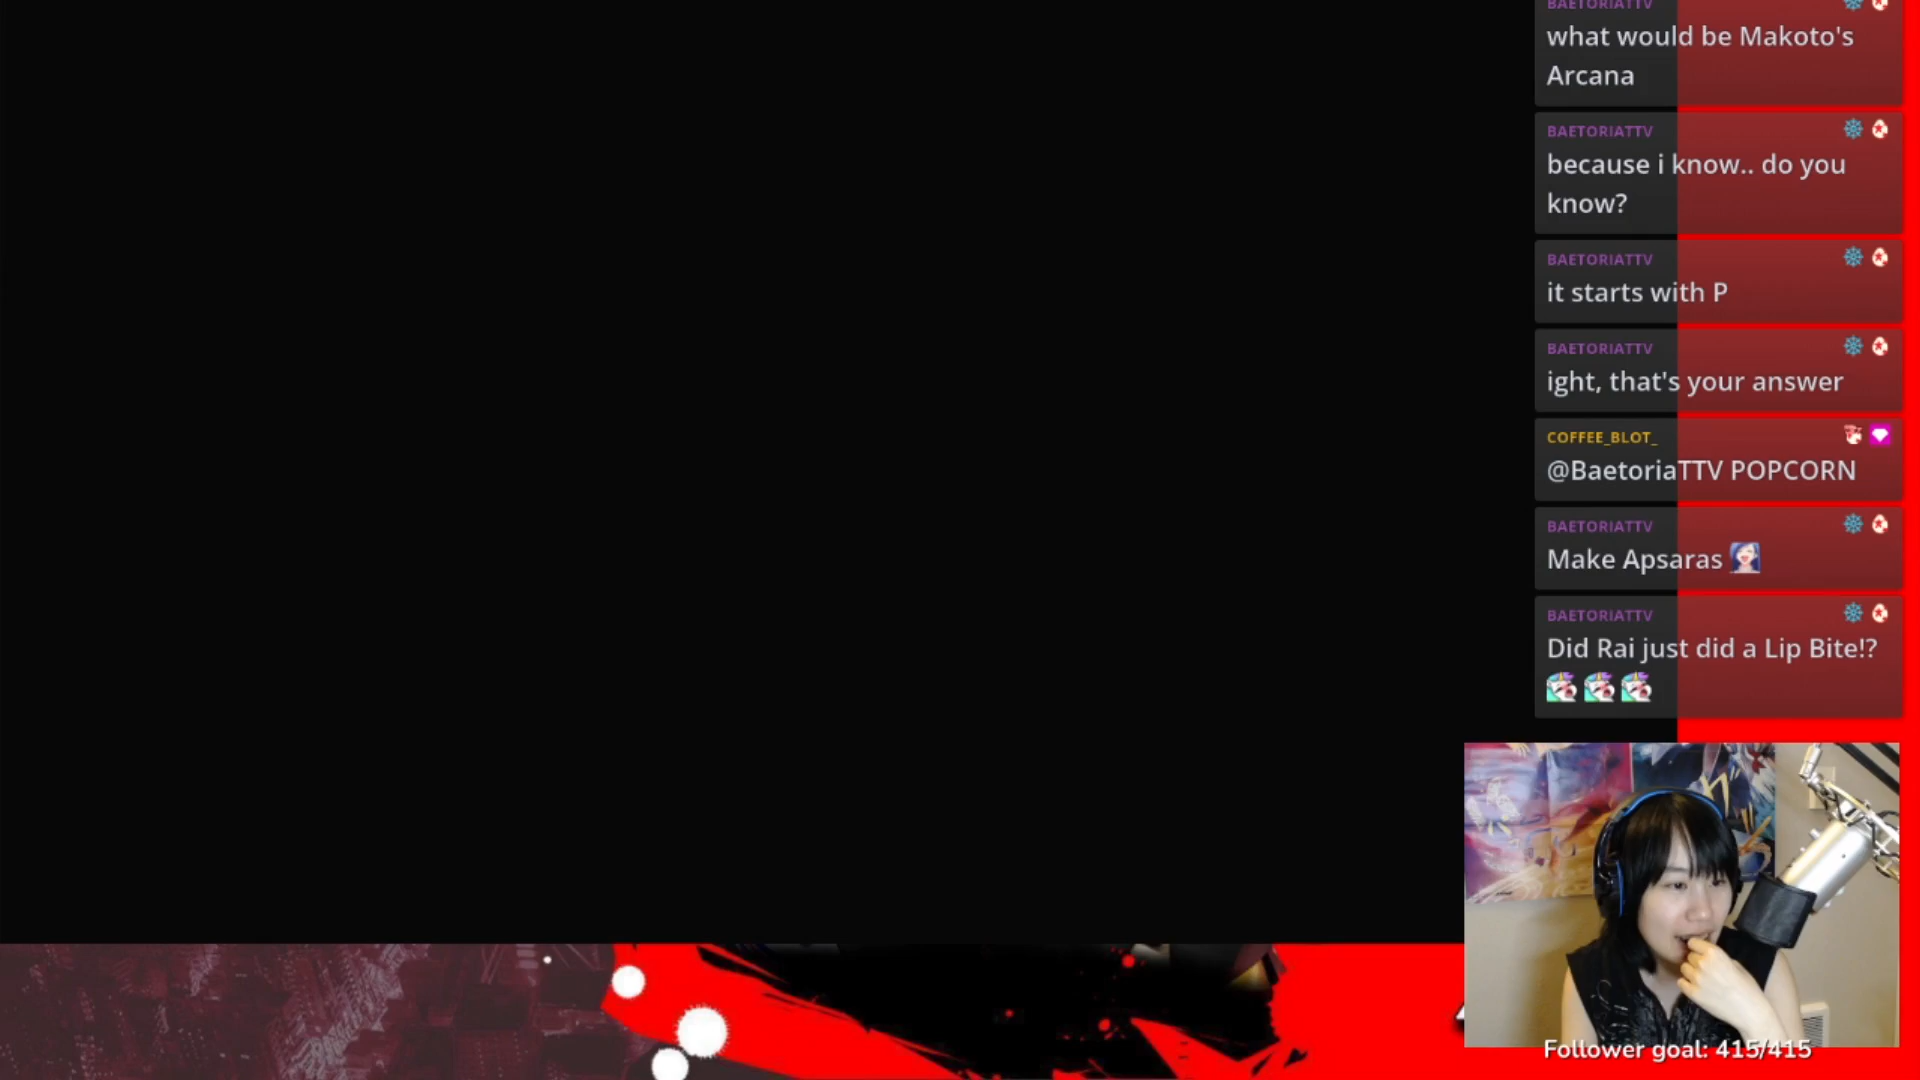 BAETORIATTV
what would be Makoto's
Arcana
BAETORIATTV
because i know.. do you
know?
BAETORIATTV
it starts with P
BAETORIATTV
ight, that's your answer
COFFEE_BLOT_
@BaetoriaTTV POPCORN
BAETORIATTV
Make Apsaras
BAETORIATTV
Did Rai just did a Lip Bite!?
Follower goal: 415/415